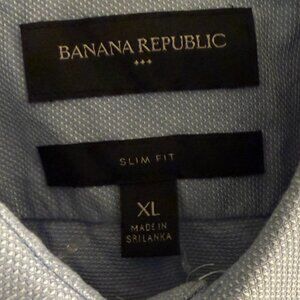 BANANA REPUBLIC
SLIM FIT
XL
MADE IN
SRI LANKA